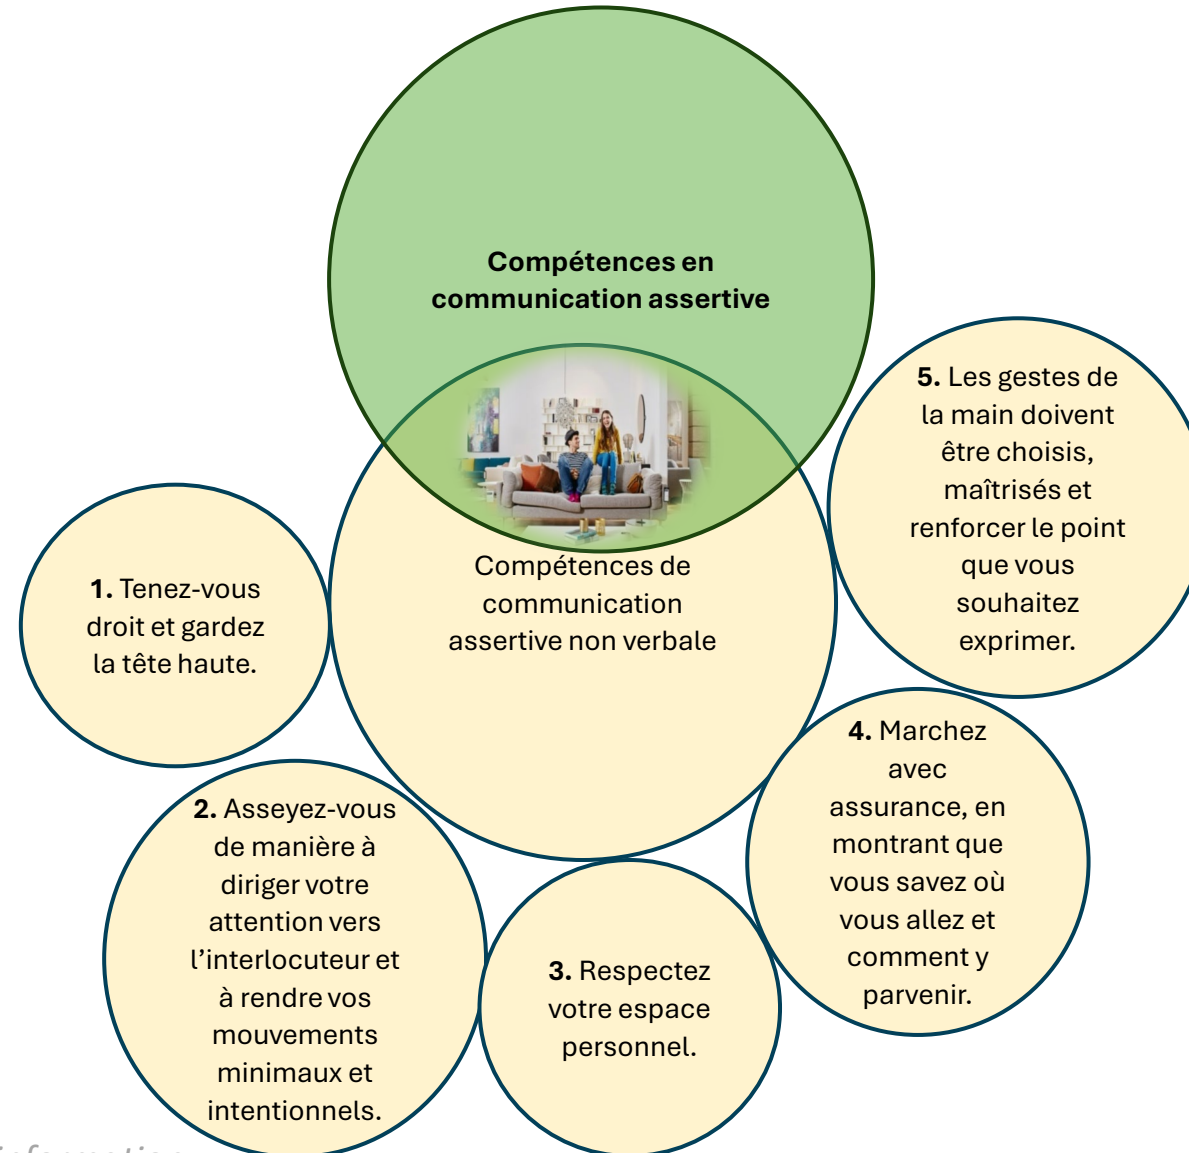 Compétences en
communication assertive
Compétences de
communication
assertive non verbale
1. Tenez-vous
droit et gardez
la tête haute.
2. Asseyez-vous
de manière à
diriger votre
attention vers
l’interlocuteur et
à rendre vos
mouvements
minimaux et
intentionnels.
3. Respectez
votre espace
personnel.
4. Marchez
avec
assurance, en
montrant que
vous savez où
vous allez et
comment y
parvenir.
5. Les gestes de
la main doivent
être choisis,
maîtrisés et
renforcer le point
que vous
souhaitez
exprimer.
information